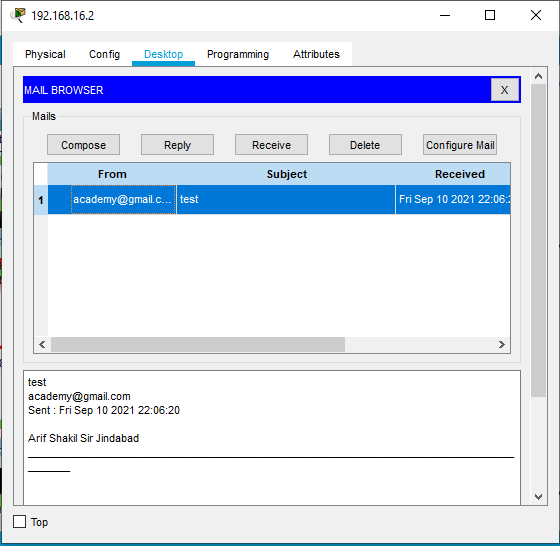 192.168.16.2
Physical Config Desktop Programming Attributes
MAIL BROWSER X
Mails
Compose Reply Receive Delete Configure Mail
From Subject Received
1 academy@gmail.c... test Fri Sep 10 2021 22:06:2
test
academy@gmail.com
Sent : Fri Sep 10 2021 22:06:20
Arif Shakil Sir Jindabad
Top